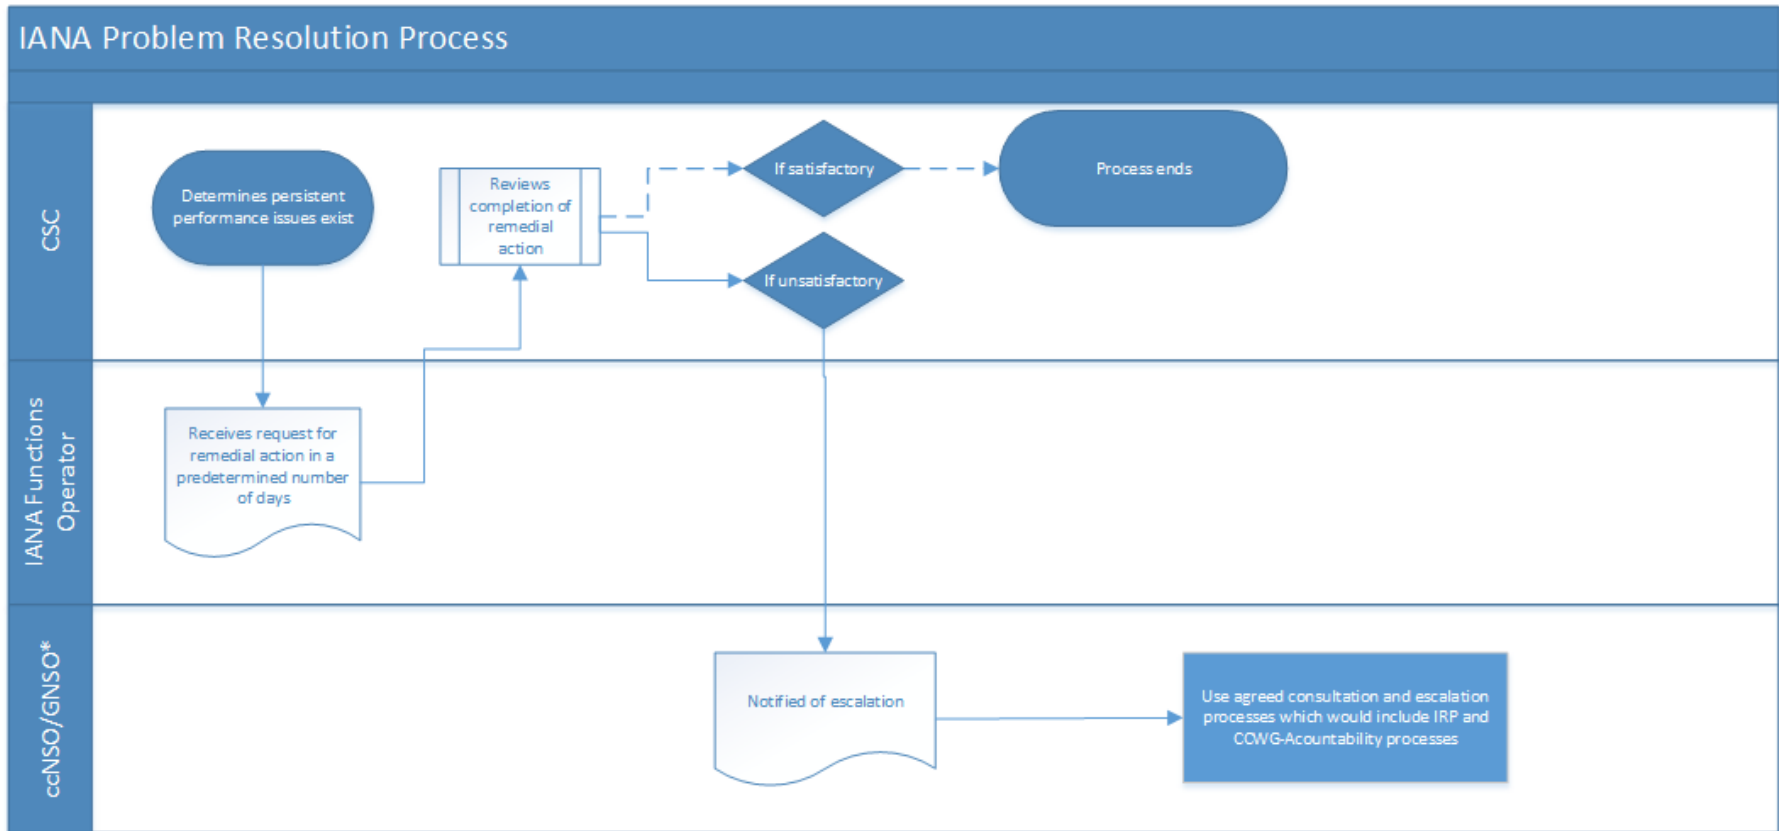 IANA Problem Resolution Process
CSC
Determines persistent
performance issues exist
Reviews
completion of
remedial
action
If satisfactory
Process ends
If unsatisfactory
IANA Functions
Operator
Receives request for
remedial action in a
predetermined number
of days
ccNSO/GNSO*
Notified of escalation
Use agreed consultation and escalation
processes which would include IRP and
CCWG-Acountability processes